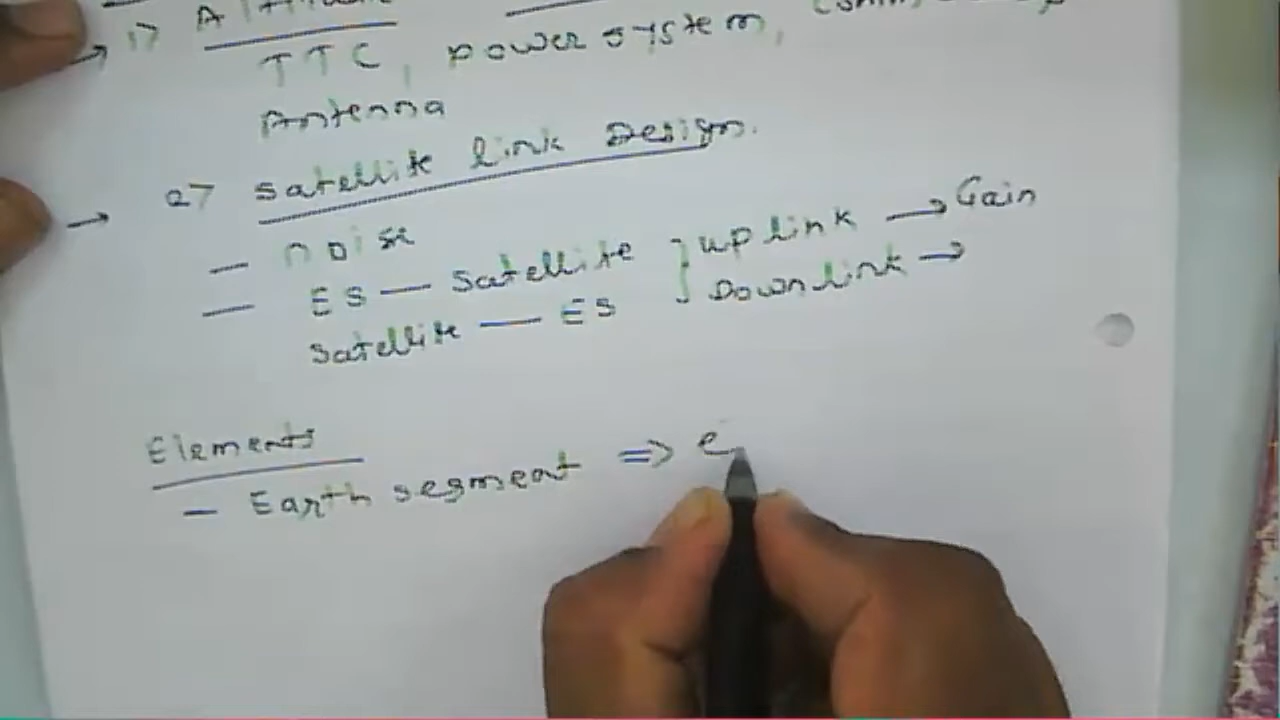 1)
TTC, power system,
Antenna
2) Satellite link Design.
— noise
— ES — Satellite } uplink → Gain
Satellite — ES } Downlink →
Elements
— Earth segment ⇒ e